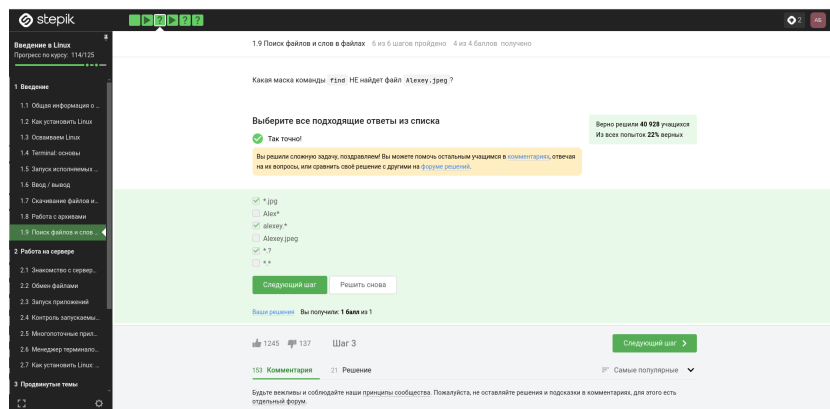 stepik
2
АБ
Введение в Linux
Прогресс по курсу: 114/125
1 Введение
1.1 Общая информация о ...
1.2 Как установить Linux
1.3 Осваиваем Linux
1.4 Terminal: основы
1.5 Запуск исполняемых ...
1.6 Ввод / вывод
1.7 Скачивание файлов и...
1.8 Работа с архивами
1.9 Поиск файлов и слов ...
2 Работа на сервере
2.1 Знакомство с сервер...
2.2 Обмен файлами
2.3 Запуск приложений
2.4 Контроль запускаемы...
2.5 Многопоточные прил...
2.6 Менеджер терминало...
2.7 Как установить Linux: ...
3 Продвинутые темы
1.9 Поиск файлов и слов в файлах 6 из 6 шагов пройдено 4 из 4 баллов получено
Какая маска команды find НЕ найдет файл Alexey.jpeg ?
Выберите все подходящие ответы из списка
Так точно!
Верно решили 40 928 учащихся
Из всех попыток 22% верных
Вы решили сложную задачу, поздравляем! Вы можете помочь остальным учащимся в комментариях, отвечая
на их вопросы, или сравнить своё решение с другими на форуме решений.
*.jpg
Alex*
alexey.*
Alexey.jpeg
*.?
*.*
Следующий шаг Решить снова
Ваши решения Вы получили: 1 балл из 1
1245 137 Шаг 3 Следующий шаг
153 Комментария 21 Решение Самые популярные
Будьте вежливы и соблюдайте наши принципы сообщества. Пожалуйста, не оставляйте решения и подсказки в комментариях, для этого есть
отдельный форум.